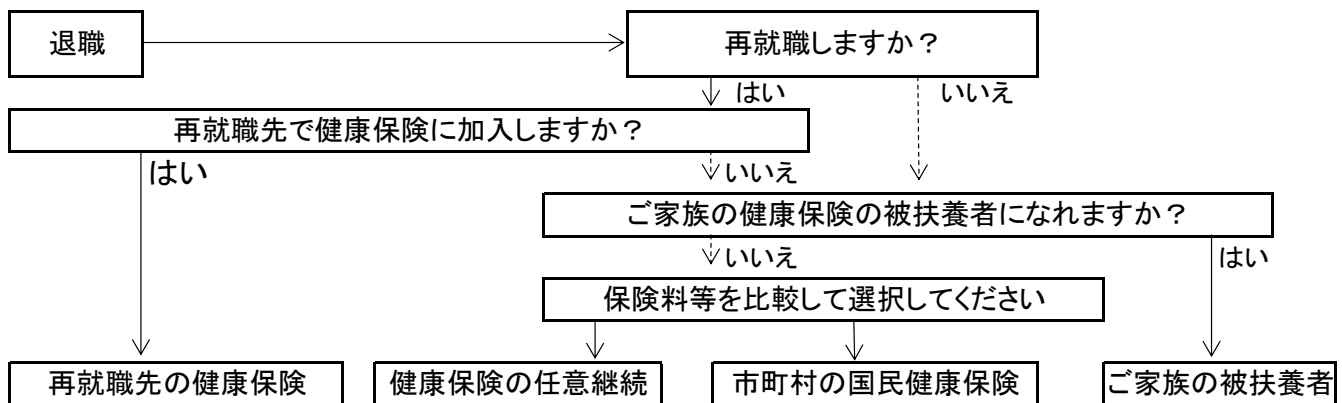 退職
再就職しますか？
はい
いいえ
再就職先で健康保険に加入しますか？
はい
いいえ
ご家族の健康保険の被扶養者になれますか？
いいえ
はい
保険料等を比較して選択してください
再就職先の健康保険
健康保険の任意継続
市町村の国民健康保険
ご家族の被扶養者